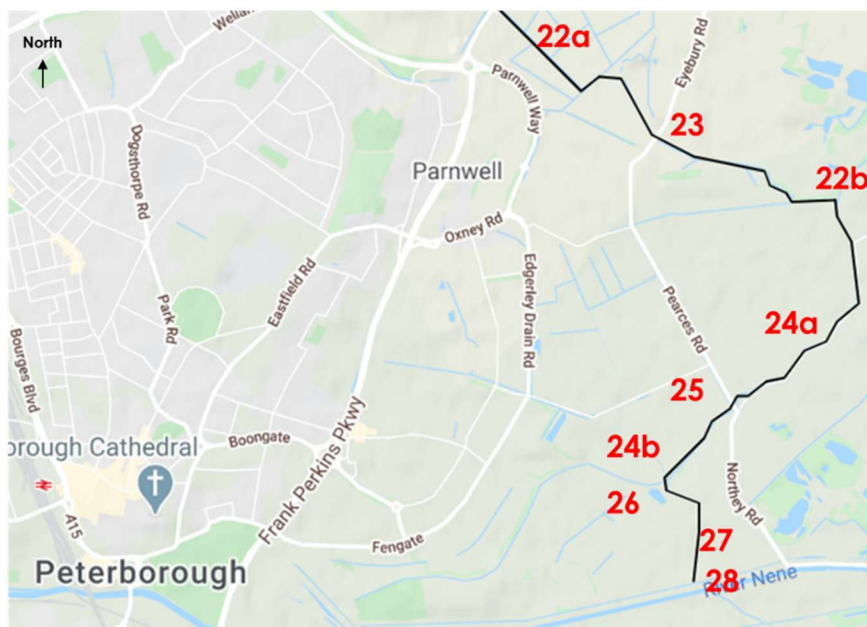 Wellan
22a
North
Eyebury Rd
Parnwell Way
23
Dogsthorpe Rd
Parnwell
22b
Oxney Rd
Eastfield Rd
Edgerley Drain Rd
Pearces Rd
Park Rd
24a
Bourges Blvd
25
Frank Perkins Pkwy
Boongate
orough Cathedral
24b
Northey Rd
26
A15
27
Fengate
Peterborough
28
River Nene